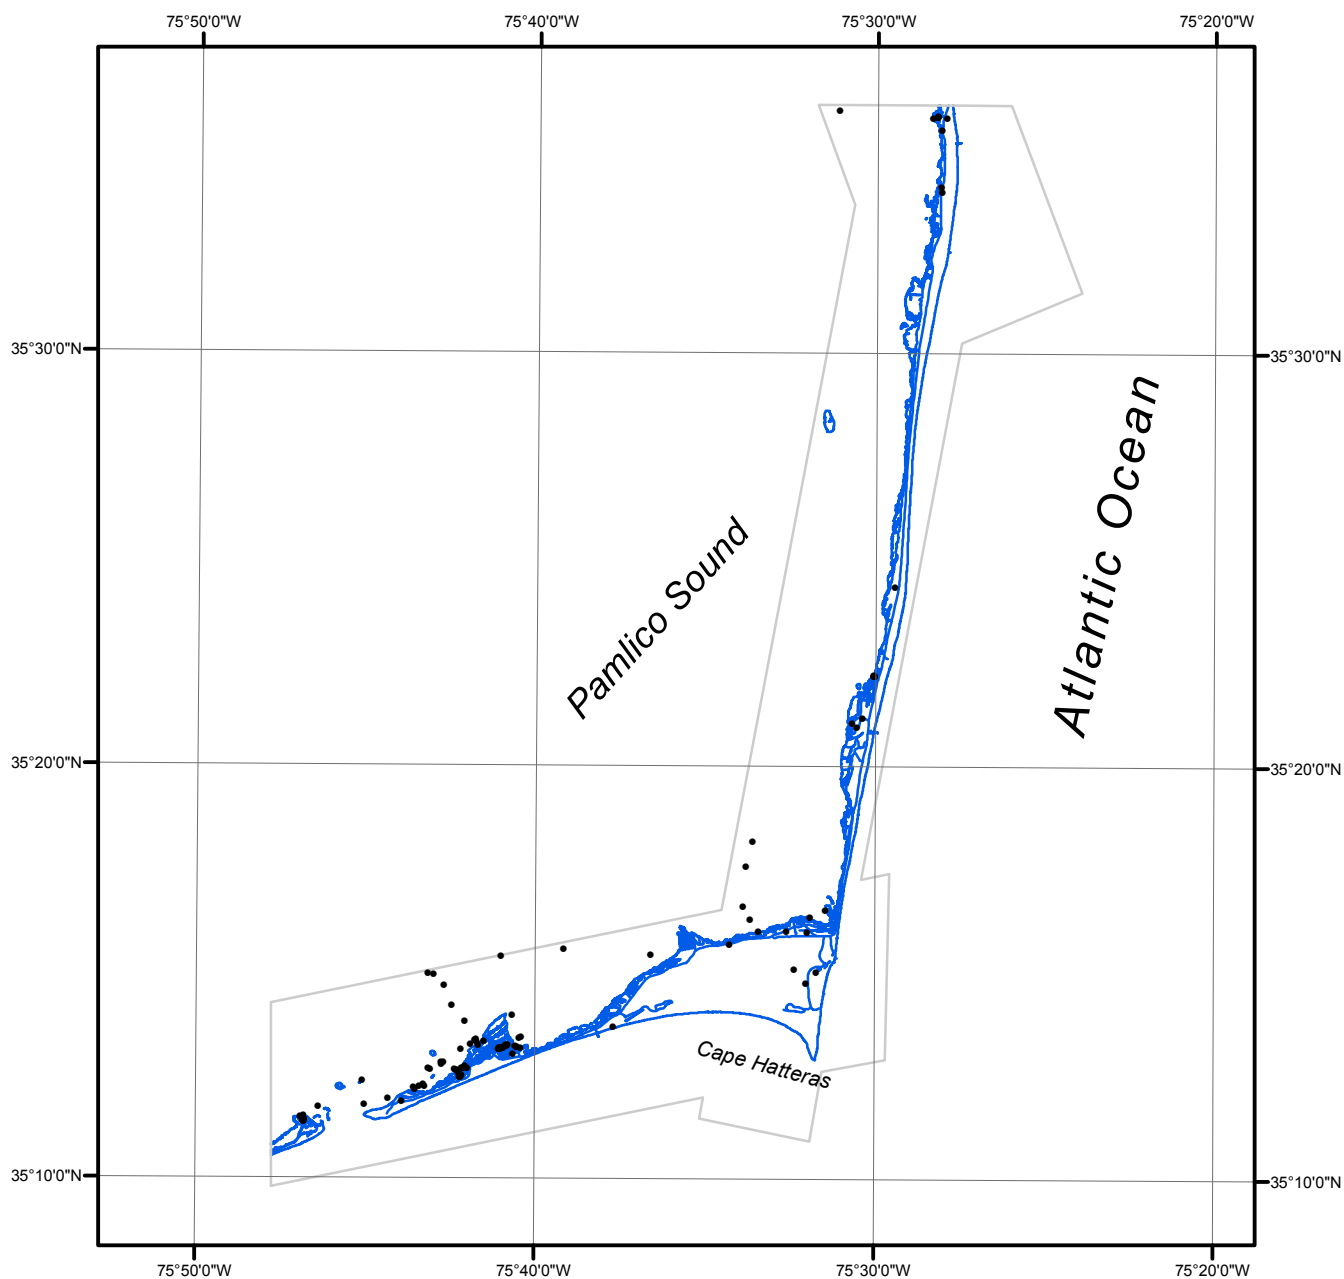 75°50'0"W 75°40'0"W 75°30'0"W 75°20'0"W
35°30'0"N 35°30'0"N
Atlantic Ocean
Pamlico Sound
35°20'0"N 35°20'0"N
Cape Hatteras
35°10'0"N 35°10'0"N
75°50'0"W 75°40'0"W 75°30'0"W 75°20'0"W